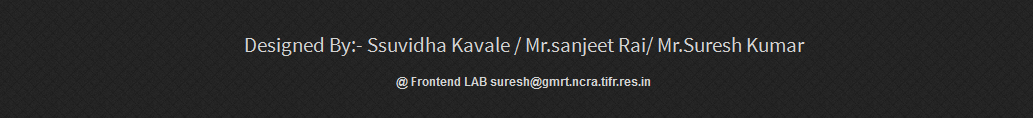 Designed By:- Ssuvidha Kavale / Mr.sanjeet Rai/ Mr.Suresh Kumar
@ Frontend LAB suresh@gmrt.ncra.tifr.res.in